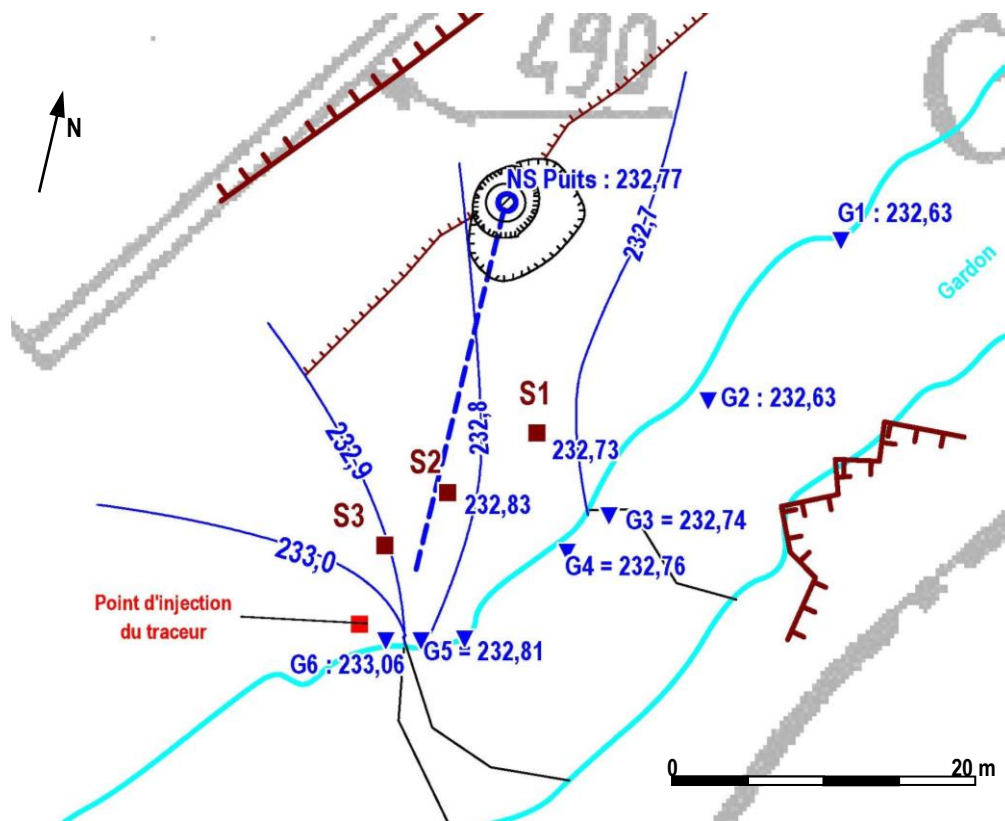 490
N
NS Puits : 232,77
232,7
G1 : 232,63
Gardon
S1
G2 : 232,63
232,8
232,9
232,73
S2
232,83
S3
G3 = 232,74
233,0
G4 = 232,76
Point d'injection
du traceur
G5 = 232,81
G6 : 233,06
0
20 m